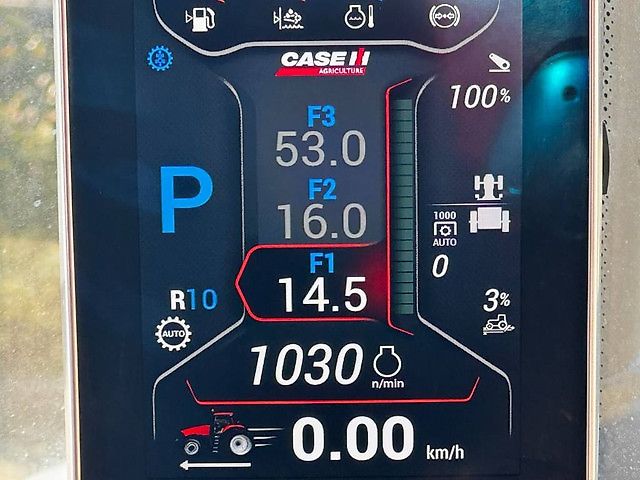 CASE IH
AGRICULTURE
100%
F3
53.0
P
F2
16.0
1000
AUTO
F1
0
14.5
R10
3%
AUTO
1030 n/min
0.00 km/h